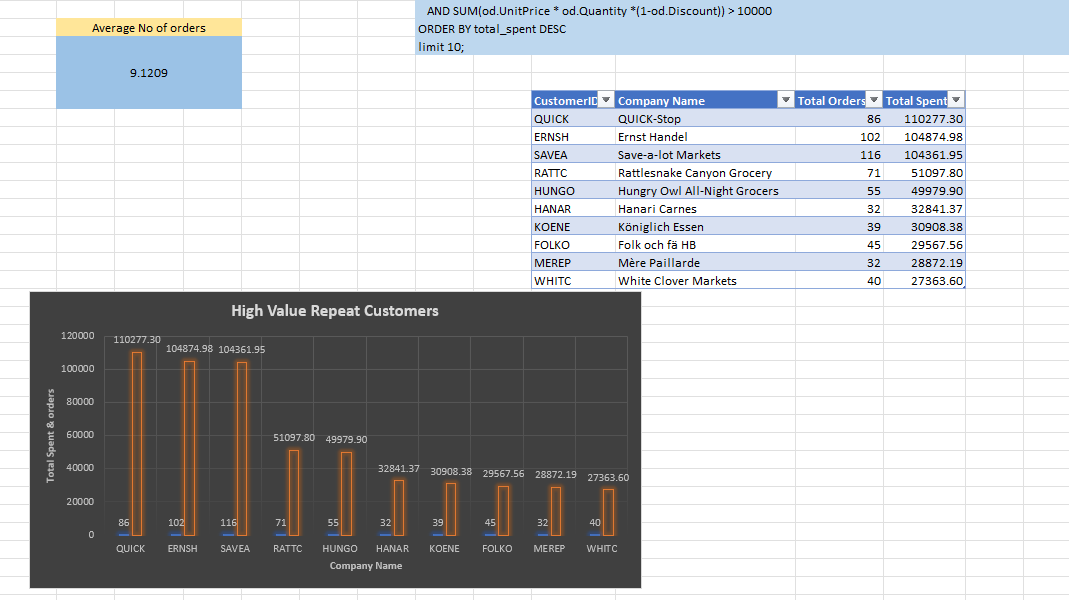 AND SUM(od.UnitPrice * od.Quantity *(1-od.Discount)) > 10000
ORDER BY total_spent DESC
limit 10;
Average No of orders
9.1209
CustomerID Company Name Total Orders Total Spent
QUICK QUICK-Stop 86 110277.30
ERNSH Ernst Handel 102 104874.98
SAVEA Save-a-lot Markets 116 104361.95
RATTC Rattlesnake Canyon Grocery 71 51097.80
HUNGO Hungry Owl All-Night Grocers 55 49979.90
HANAR Hanari Carnes 32 32841.37
KOENE Königlich Essen 39 30908.38
FOLKO Folk och fä HB 45 29567.56
MEREP Mère Paillarde 32 28872.19
WHITC White Clover Markets 40 27363.60
High Value Repeat Customers
Total Spent & orders
120000
100000
80000
60000
40000
20000
0
110277.30 104874.98 104361.95 51097.80 49979.90 32841.37 30908.38 29567.56 28872.19 27363.60
86 102 116 71 55 32 39 45 32 40
QUICK ERNSH SAVEA RATTC HUNGO HANAR KOENE FOLKO MEREP WHITC
Company Name